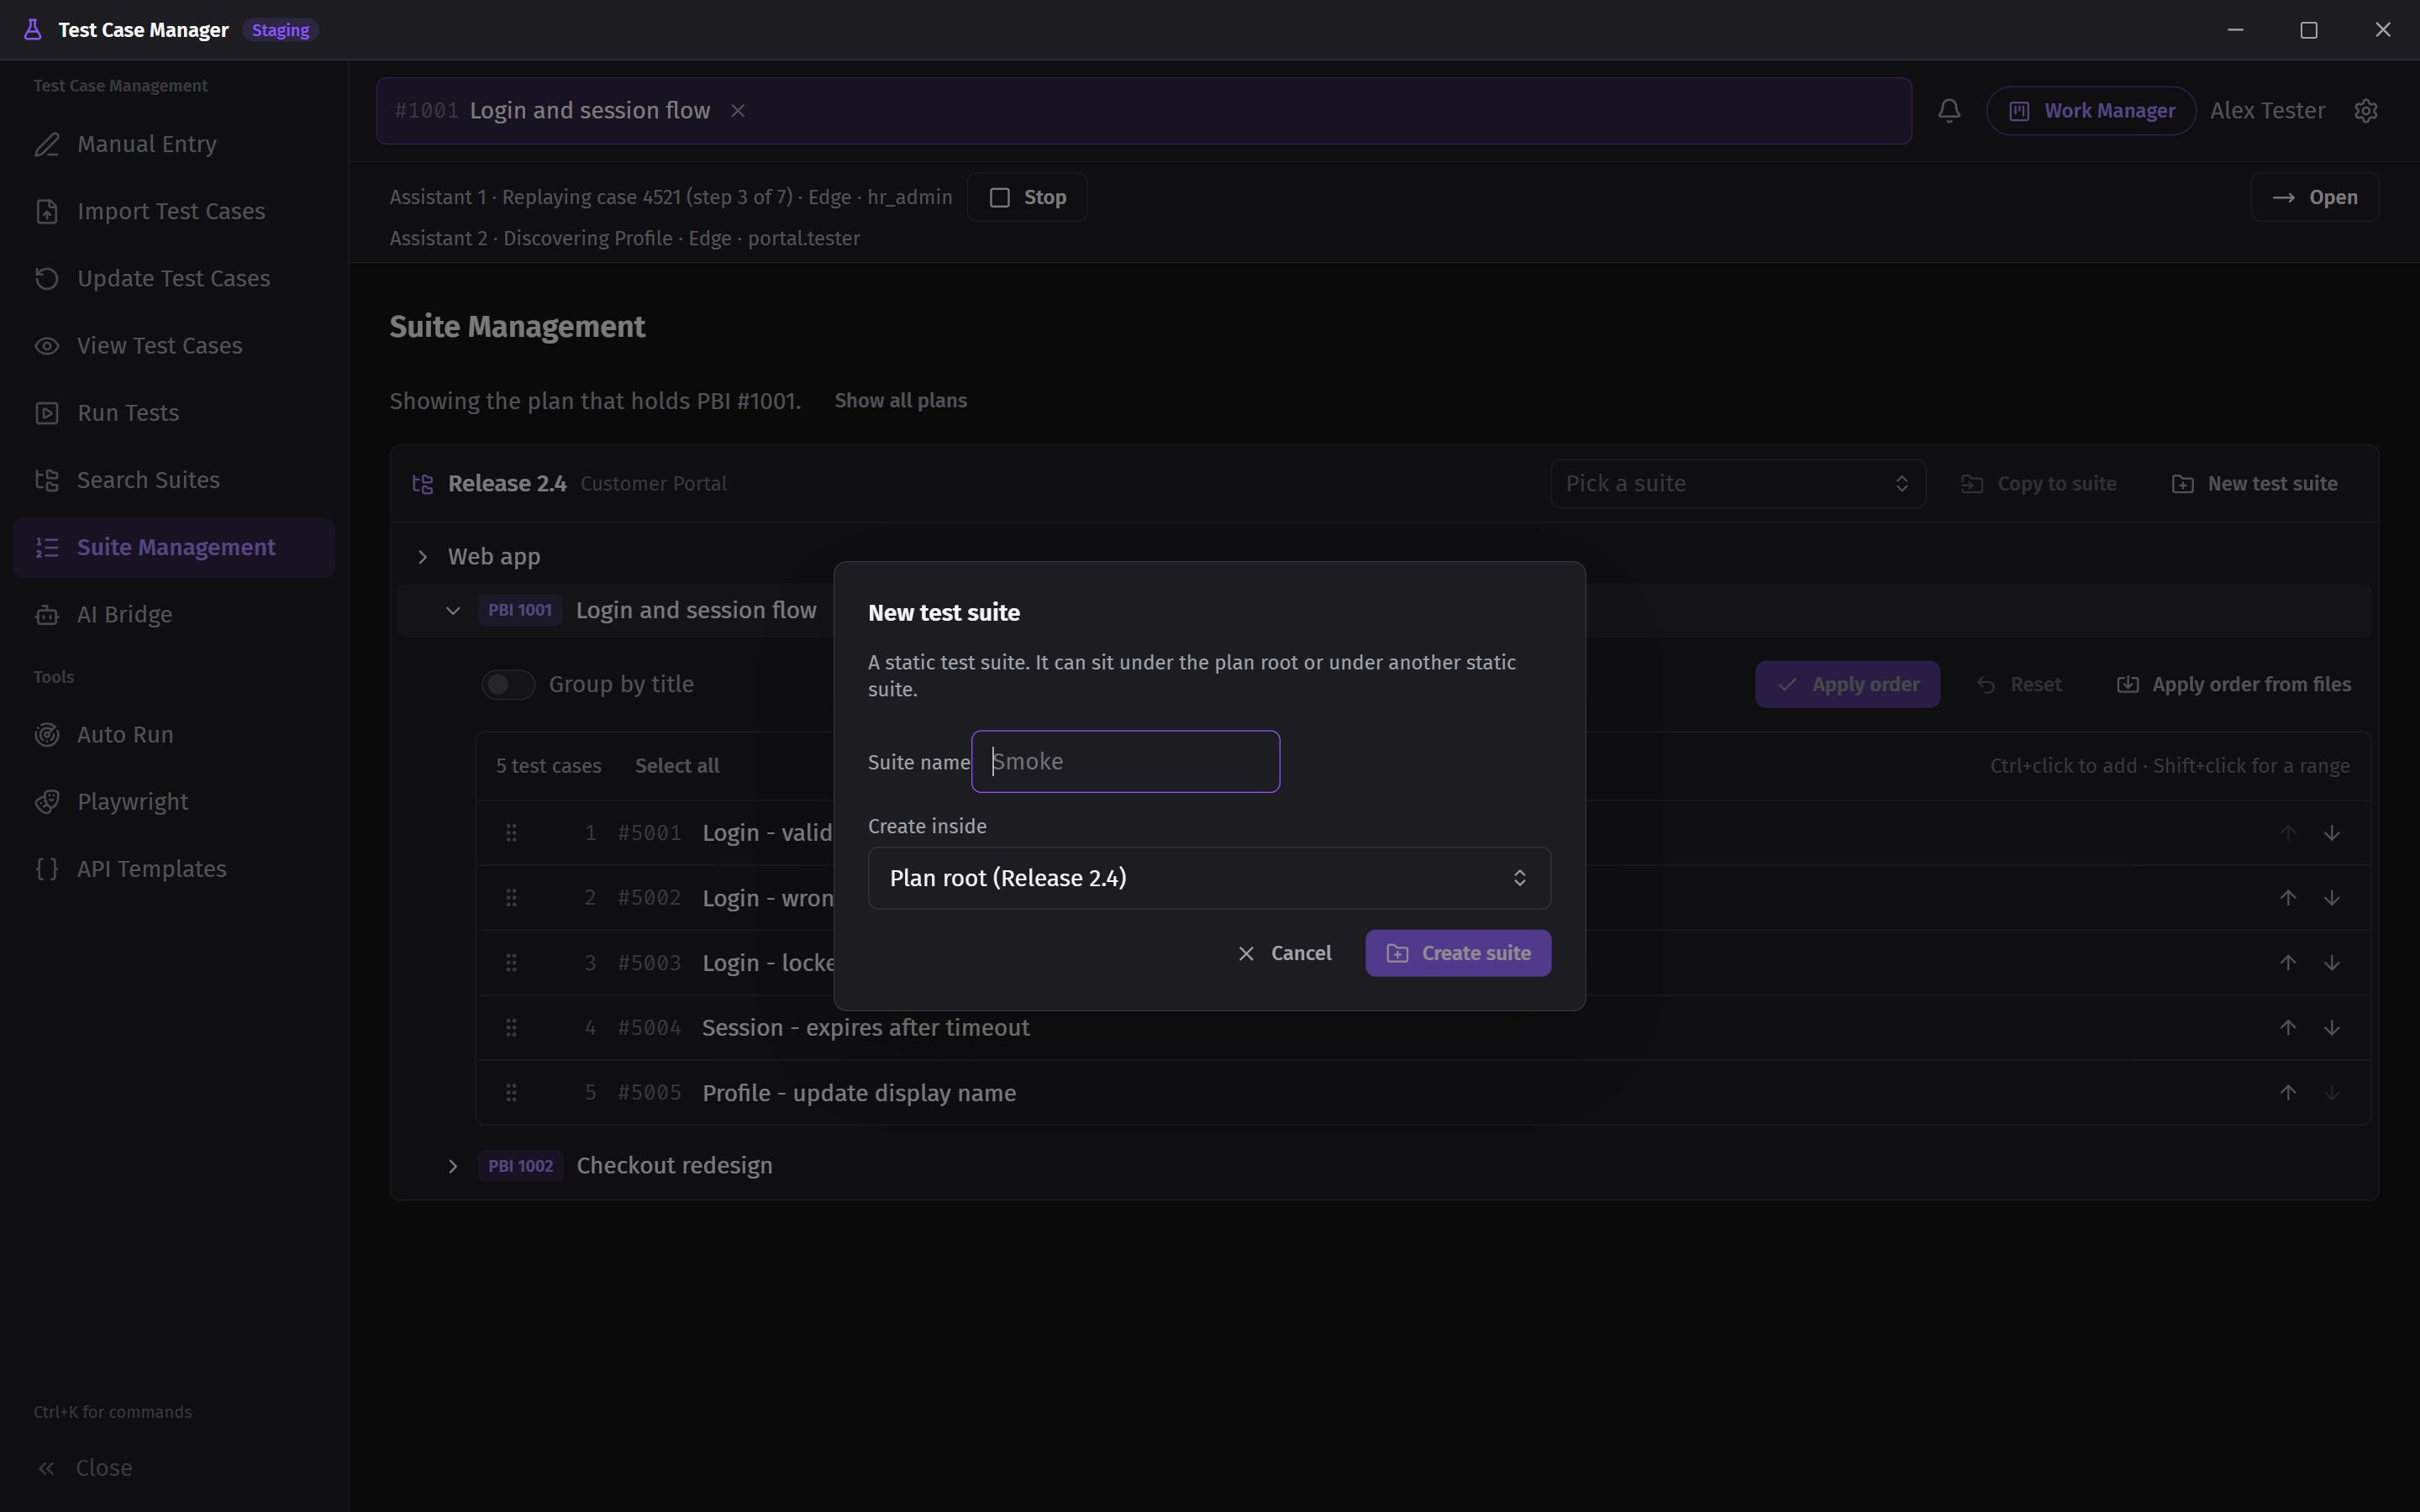 Test Case Manager Staging
Test Case Management
Manual Entry
Import Test Cases
Update Test Cases
View Test Cases
Run Tests
Search Suites
Suite Management
AI Bridge
Tools
Auto Run
Playwright
API Templates
Ctrl+K for commands
Close
#1001 Login and session flow
Work Manager
Alex Tester
Assistant 1 · Replaying case 4521 (step 3 of 7) · Edge · hr_admin
Stop
Open
Assistant 2 · Discovering Profile · Edge · portal.tester
Suite Management
Showing the plan that holds PBI #1001. Show all plans
Release 2.4 Customer Portal
Pick a suite
Copy to suite
New test suite
Web app
PBI 1001 Login and session flow
Group by title
Apply order
Reset
Apply order from files
5 test cases Select all
Ctrl+click to add · Shift+click for a range
1 #5001 Login - valid
2 #5002 Login - wron
3 #5003 Login - locke
4 #5004 Session - expires after timeout
5 #5005 Profile - update display name
PBI 1002 Checkout redesign
New test suite
A static test suite. It can sit under the plan root or under another static
suite.
Suite name Smoke
Create inside
Plan root (Release 2.4)
Cancel
Create suite